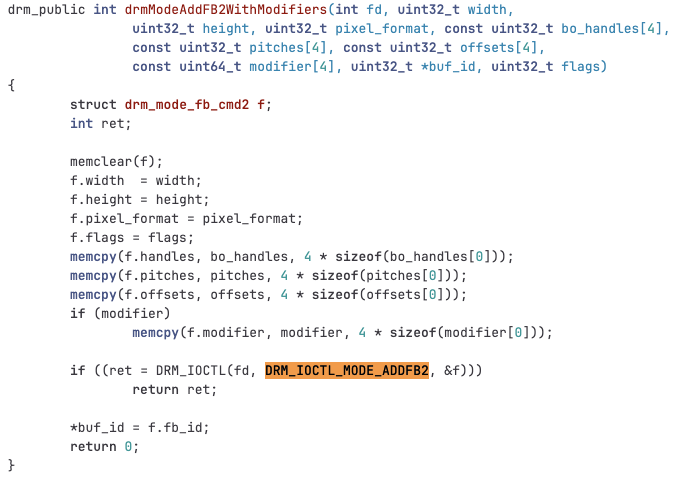 drm_public int drmModeAddFB2WithModifiers(int fd, uint32_t width,
uint32_t height, uint32_t pixel_format, const uint32_t bo_handles[4],
const uint32_t pitches[4], const uint32_t offsets[4],
const uint64_t modifier[4], uint32_t *buf_id, uint32_t flags)
{
struct drm_mode_fb_cmd2 f;
int ret;
memclear(f);
f.width  = width;
f.height = height;
f.pixel_format = pixel_format;
f.flags = flags;
memcpy(f.handles, bo_handles, 4 * sizeof(bo_handles[0]));
memcpy(f.pitches, pitches, 4 * sizeof(pitches[0]));
memcpy(f.offsets, offsets, 4 * sizeof(offsets[0]));
if (modifier)
memcpy(f.modifier, modifier, 4 * sizeof(modifier[0]));
if ((ret = DRM_IOCTL(fd, DRM_IOCTL_MODE_ADDFB2, &f)))
return ret;
*buf_id = f.fb_id;
return 0;
}